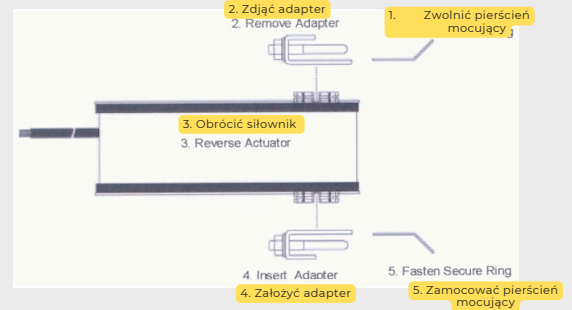 2. Zdjąć adapter
2. Remove Adapter
1. Zwolnić pierścień
mocujący
3. Obrócić siłownik
3. Reverse Actuator
4. Insert Adapter
4. Założyć adapter
5. Fasten Secure Ring
5. Zamocować pierścień
mocujący